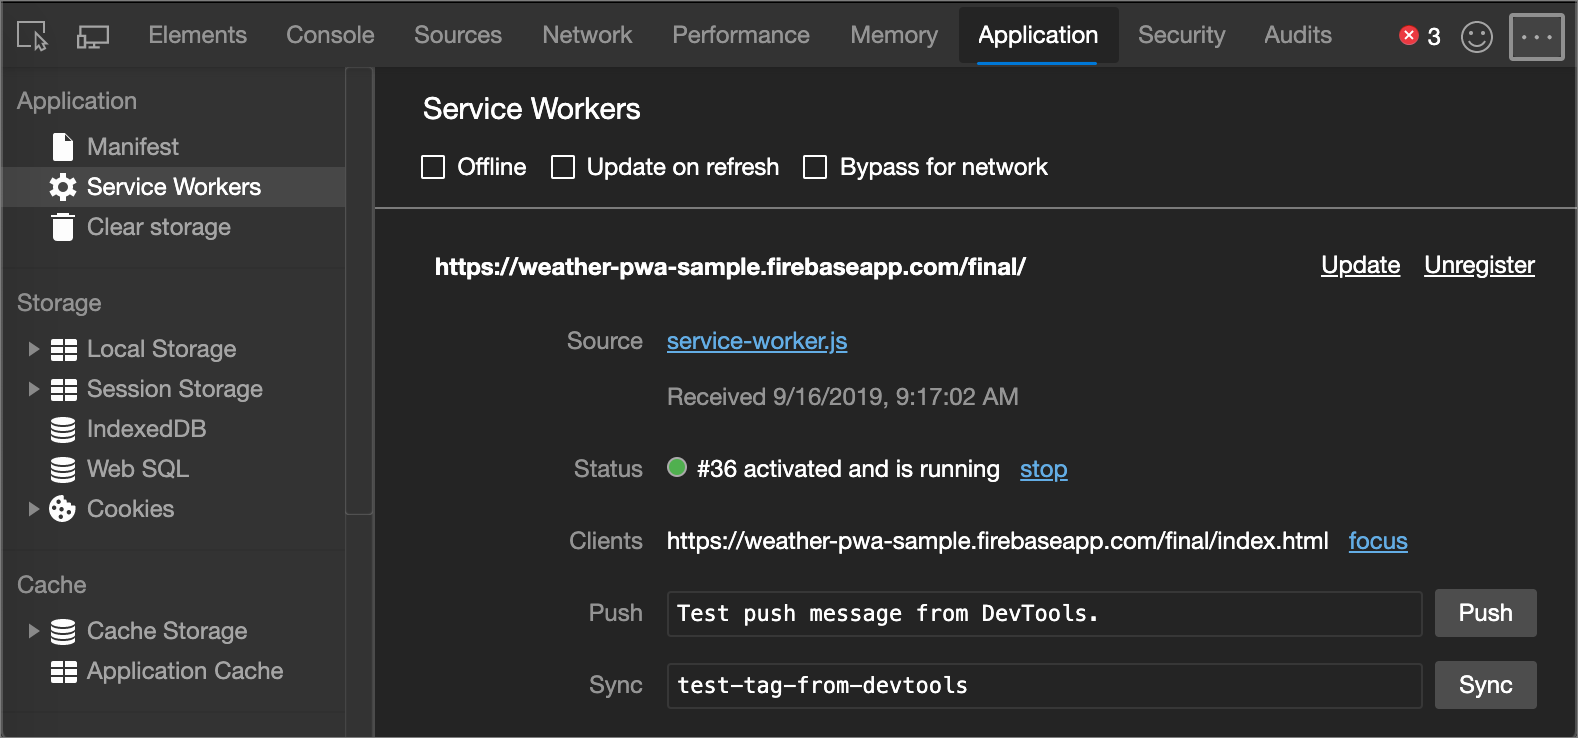 Elements Console Sources Network Performance Memory Application Security Audits 3
Application
Manifest
Service Workers
Clear storage
Storage
Local Storage
Session Storage
IndexedDB
Web SQL
Cookies
Cache
Cache Storage
Application Cache
Service Workers
Offline Update on refresh Bypass for network
https://weather-pwa-sample.firebaseapp.com/final/ Update Unregister
Source service-worker.js
Received 9/16/2019, 9:17:02 AM
Status #36 activated and is running stop
Clients https://weather-pwa-sample.firebaseapp.com/final/index.html focus
Push Test push message from DevTools. Push
Sync test-tag-from-devtools Sync